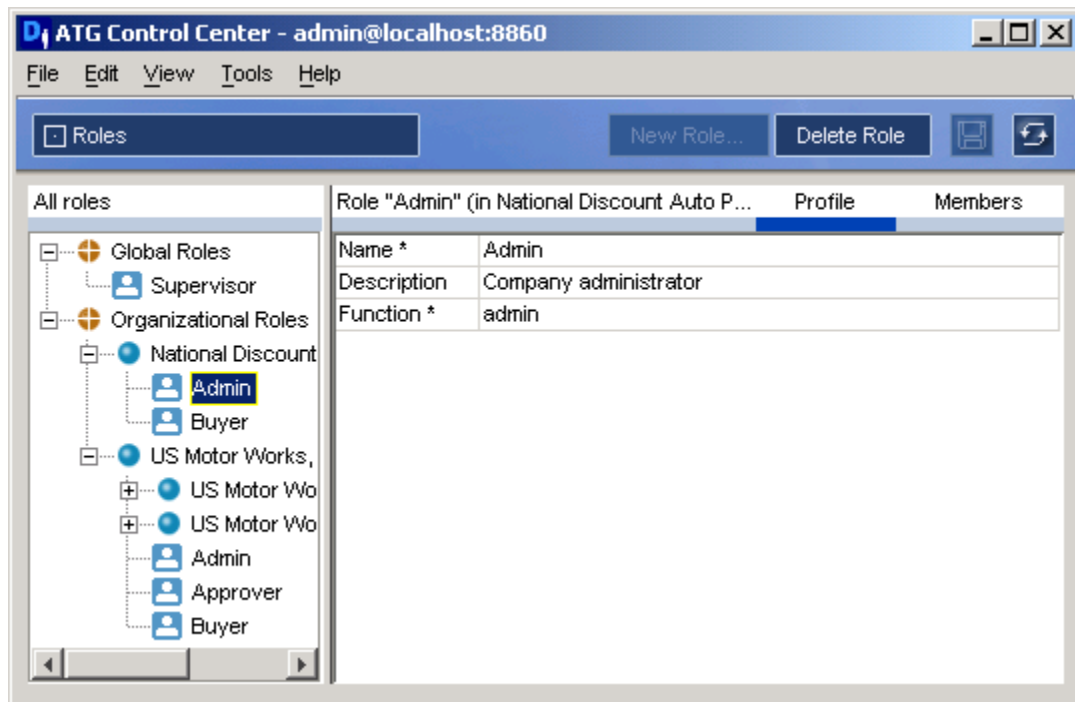 ATG Control Center - admin@localhost:8860
File Edit View Tools Help
Roles New Role... Delete Role
All roles
Global Roles
Supervisor
Organizational Roles
National Discount
Admin
Buyer
US Motor Works,
US Motor Wo
US Motor Wo
Admin
Approver
Buyer
Role "Admin" (in National Discount Auto P... Profile Members
Name * Admin
Description Company administrator
Function * admin